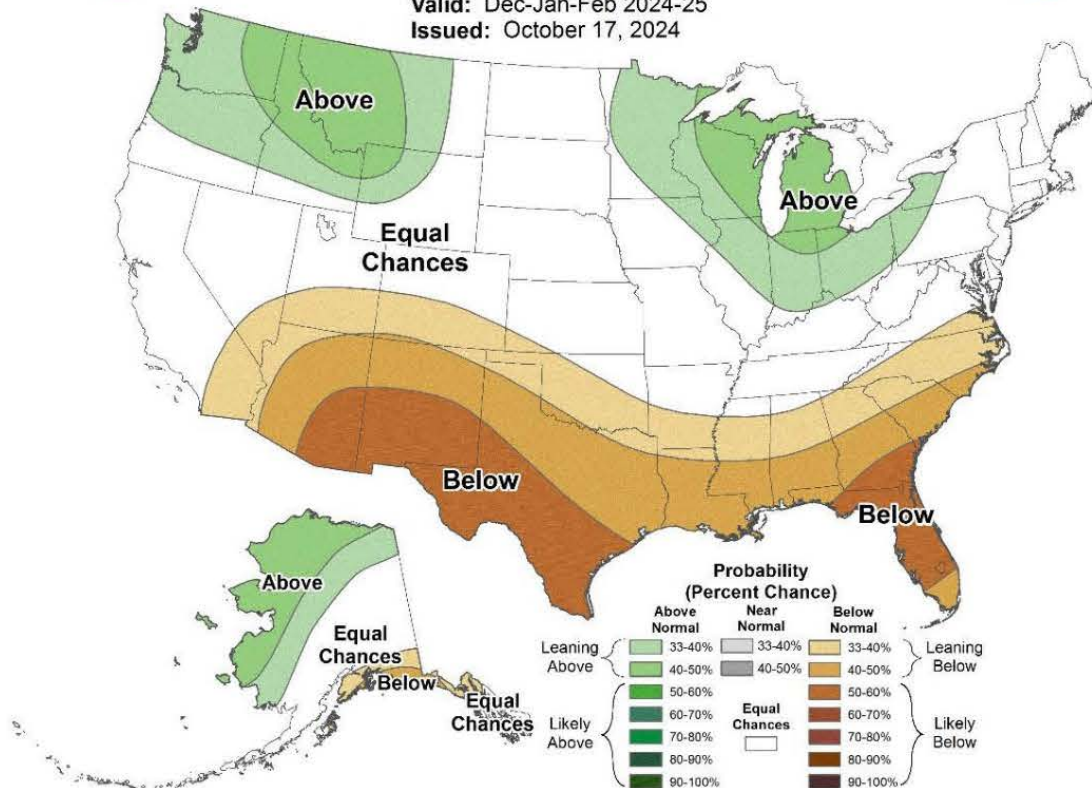 Valid: Dec-Jan-Feb 2024-25
Issued: October 17, 2024
Above
Above
Equal
Chances
Below
Below
Above
Equal
Chances
Below
Equal
Chances
Probability
(Percent Chance)
Above
Normal
Near
Normal
Below
Normal
Leaning
Above
33-40%
33-40%
33-40%
Leaning
Below
40-50%
40-50%
40-50%
Likely
Above
50-60%
50-60%
Likely
Below
60-70%
Equal
Chances
60-70%
70-80%
70-80%
80-90%
80-90%
90-100%
90-100%